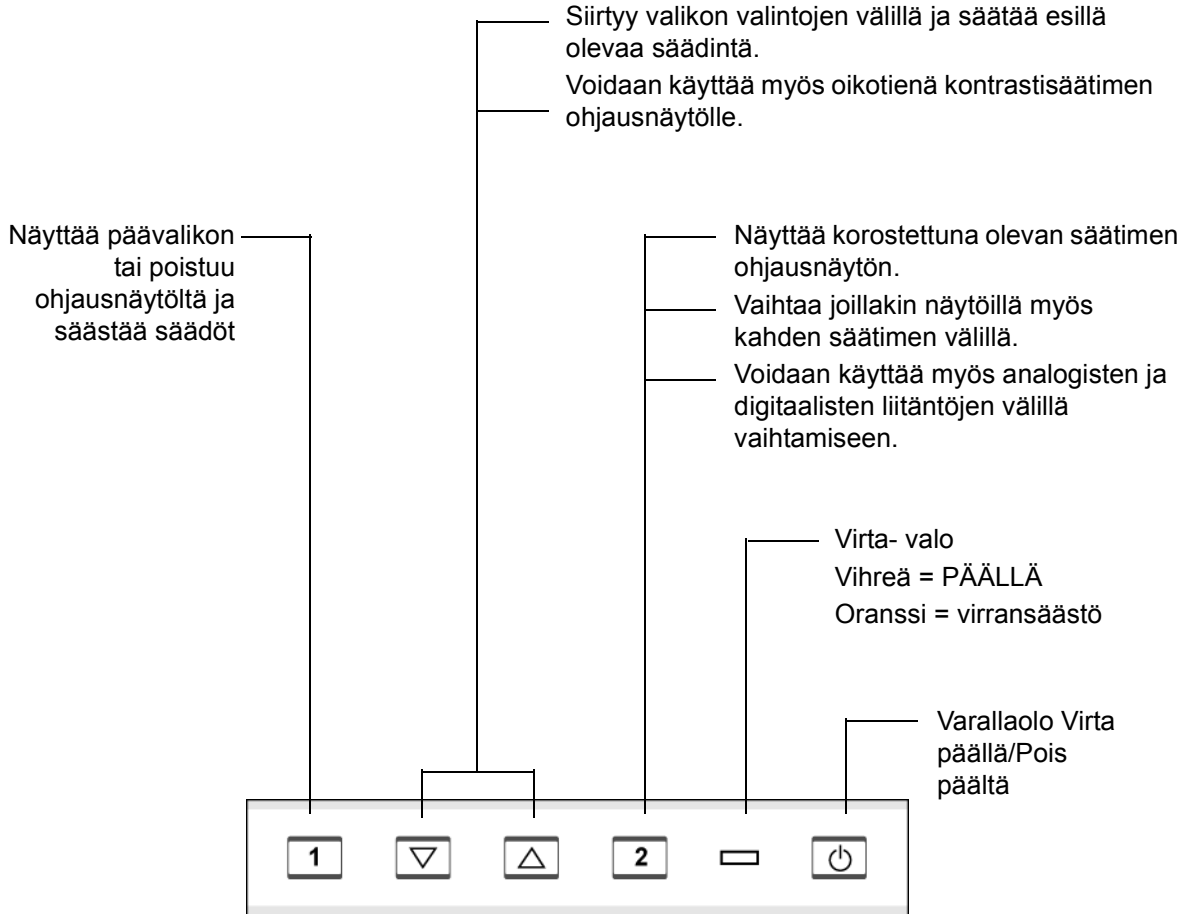 Siirtyy valikon valintojen välillä ja säätää esillä
olevaa säädintä.
Voidaan käyttää myös oikotienä kontrastisäätimen
ohjausnäytölle.
Näyttää päävalikon
tai poistuu
ohjausnäytöltä ja
säästää säädöt
Näyttää korostettuna olevan säätimen
ohjausnäytön.
Vaihtaa joillakin näytöillä myös
kahden säätimen välillä.
Voidaan käyttää myös analogisten ja
digitaalisten liitäntöjen välillä
vaihtamiseen.
Virta- valo
Vihreä = PÄÄLLÄ
Oranssi = virransäästö
Varallaolo Virta
päällä/Pois
päältä
1 2